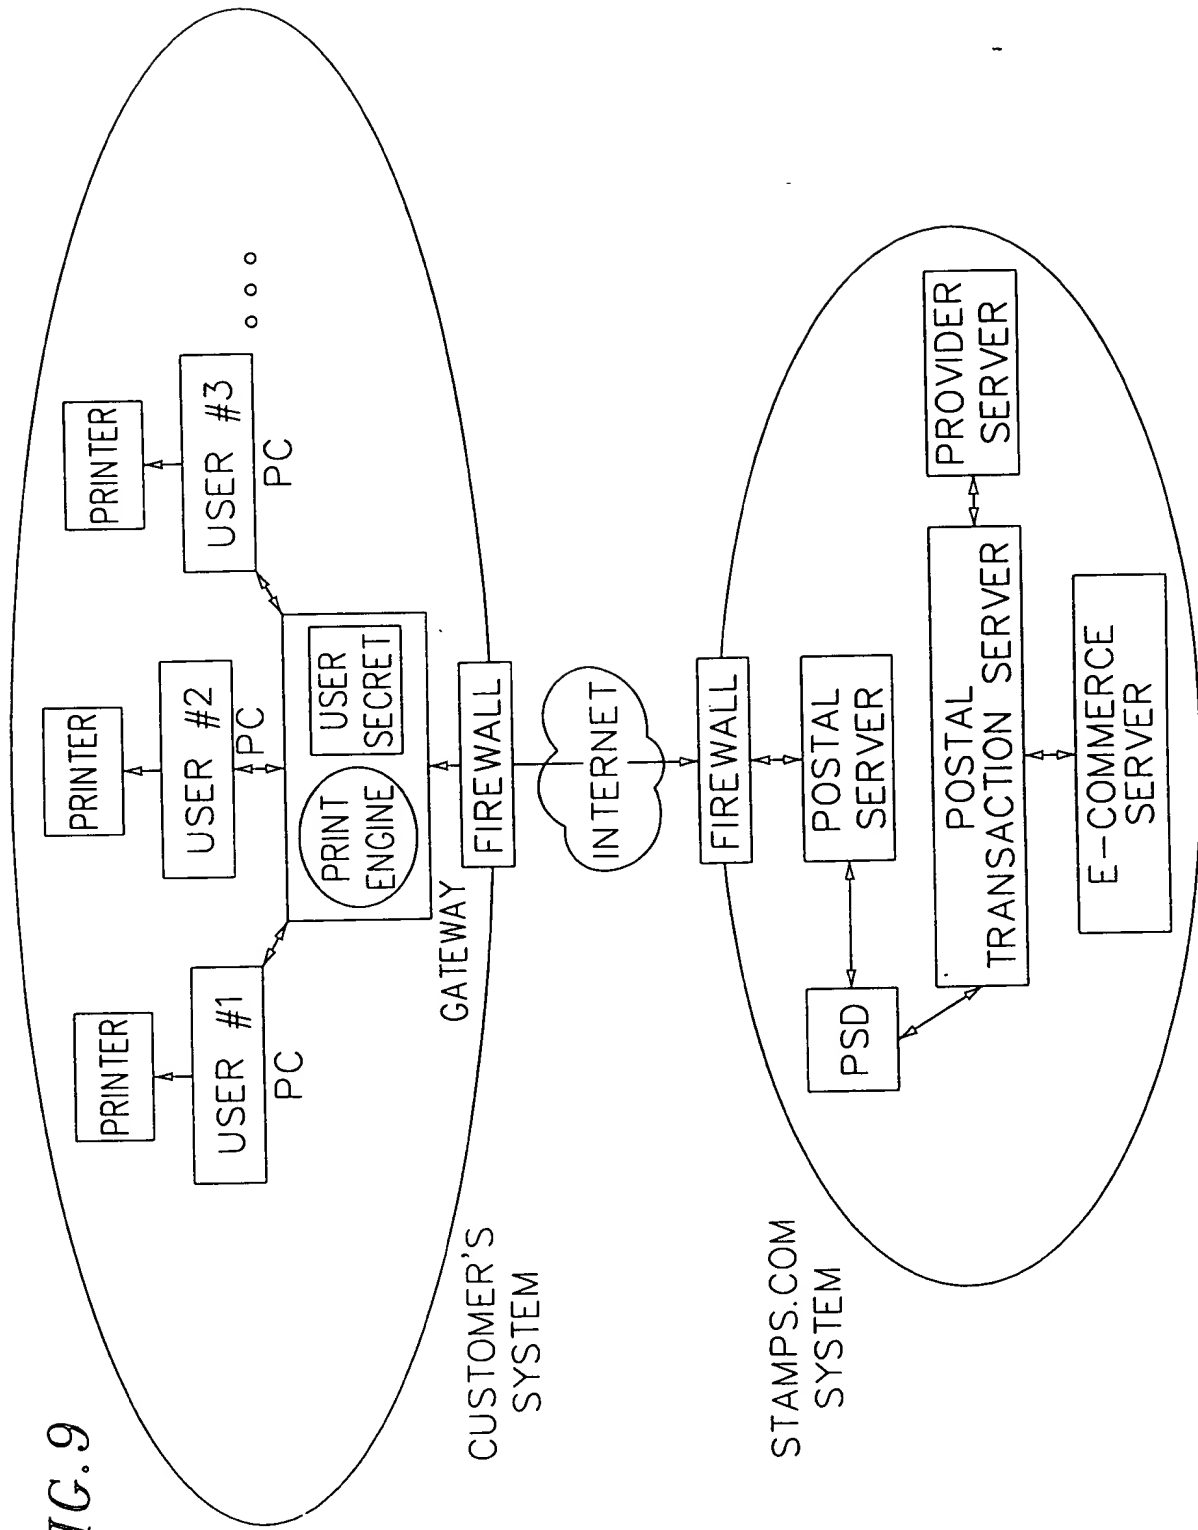 IG. 9
PRINTER
PRINTER
PRINTER
USER #1
USER #2
USER #3
PC
PC
PC
PRINT
ENGINE
USER
SECRET
GATEWAY
FIREWALL
CUSTOMER'S
SYSTEM
INTERNET
FIREWALL
STAMPS.COM
SYSTEM
PSD
POSTAL
SERVER
POSTAL
TRANSACTION SERVER
PROVIDER
SERVER
E-COMMERCE
SERVER